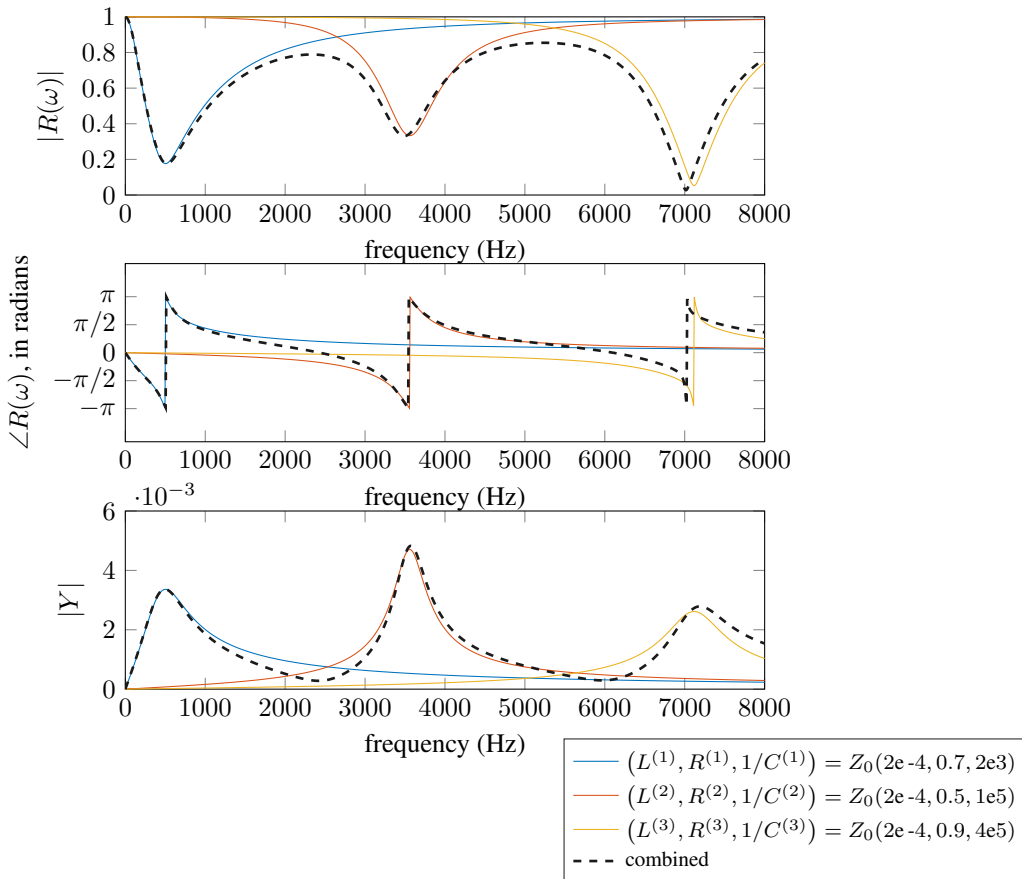 1
0.8
0.6
0.4
0.2
0
|R(ω)|
0 1000 2000 3000 4000 5000 6000 7000 8000
frequency (Hz)
π
π/2
0
−π/2
−π
∠R(ω), in radians
0 1000 2000 3000 4000 5000 6000 7000 8000
frequency (Hz)
·10⁻³
6
4
2
0
|Y|
0 1000 2000 3000 4000 5000 6000 7000 8000
frequency (Hz)
(L⁽¹⁾, R⁽¹⁾, 1/C⁽¹⁾) = Z₀(2e -4, 0.7, 2e3)
(L⁽²⁾, R⁽²⁾, 1/C⁽²⁾) = Z₀(2e -4, 0.5, 1e5)
(L⁽³⁾, R⁽³⁾, 1/C⁽³⁾) = Z₀(2e -4, 0.9, 4e5)
combined